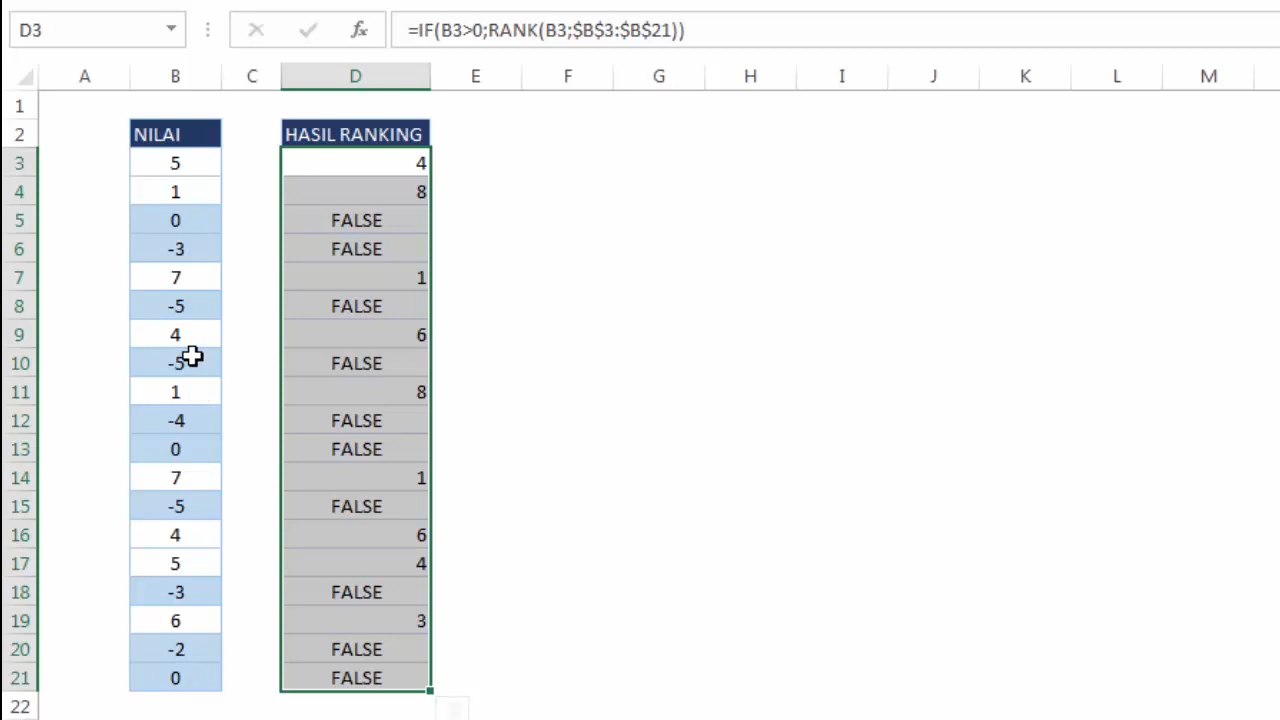 D3 fx =IF(B3>0;RANK(B3;$B$3:$B$21))
A B C D E F G H I J K L M
1
2 NILAI HASIL RANKING
3 5 4
4 1 8
5 0 FALSE
6 -3 FALSE
7 7 1
8 -5 FALSE
9 4 6
10 -5 FALSE
11 1 8
12 -4 FALSE
13 0 FALSE
14 7 1
15 -5 FALSE
16 4 6
17 5 4
18 -3 FALSE
19 6 3
20 -2 FALSE
21 0 FALSE
22